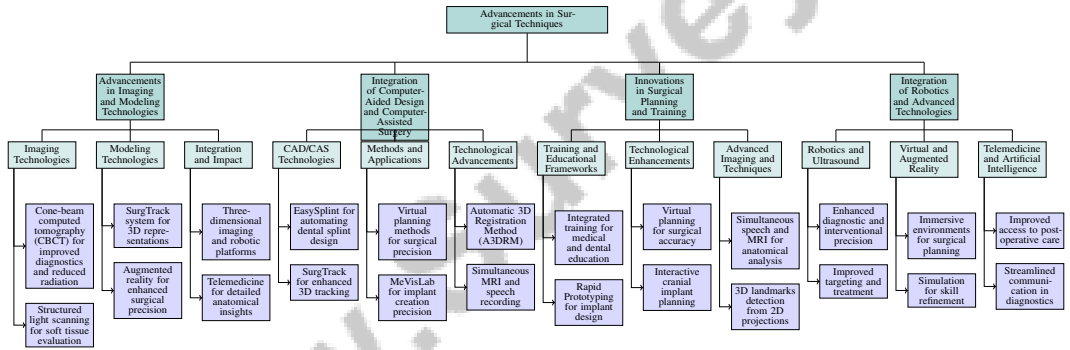 Advancements in Sur-
gical Techniques
Advancements
in Imaging
and Modeling
Technologies
Integration
of Computer-
Aided Design
and Computer-
Assisted
Surgery
Innovations
in Surgical
Planning
and Training
Integration
of Robotics
and Advanced
Technologies
Imaging
Technologies
Modeling
Technologies
Integration
and Impact
CAD/CAS
Technologies
Methods and
Applications
Technological
Advancements
Training and
Educational
Frameworks
Technological
Enhancements
Advanced
Imaging and
Techniques
Robotics and
Ultrasound
Virtual and
Augmented
Reality
Telemedicine
and Artificial
Intelligence
Cone-beam
computed
tomography
(CBCT) for
improved
diagnostics
and reduced
radiation
Structured
light scanning
for soft tissue
evaluation
SurgTrack
system for
3D repre-
sentations
Augmented
reality for
enhanced
surgical
precision
Three-
dimensional
imaging
and robotic
platforms
Telemedicine
for detailed
anatomical
insights
EasySplint for
automating
dental splint
design
SurgTrack
for enhanced
3D tracking
Virtual
planning
methods for
surgical
precision
MeVisLab
for implant
creation
precision
Automatic 3D
Registration
Method
(A3DRM)
Simultaneous
MRI and
speech
recording
Integrated
training for
medical
and dental
education
Rapid
Prototyping
for implant
design
Virtual
planning
for surgical
accuracy
Interactive
cranial
implant
planning
Simultaneous
speech and
MRI for
anatomical
analysis
3D landmarks
detection
from 2D
projections
Enhanced
diagnostic and
interventional
precision
Improved
targeting and
treatment
Immersive
environments
for surgical
planning
Simulation
for skill
refinement
Improved
access to post-
operative care
Streamlined
communi-
cation in
diagnostics